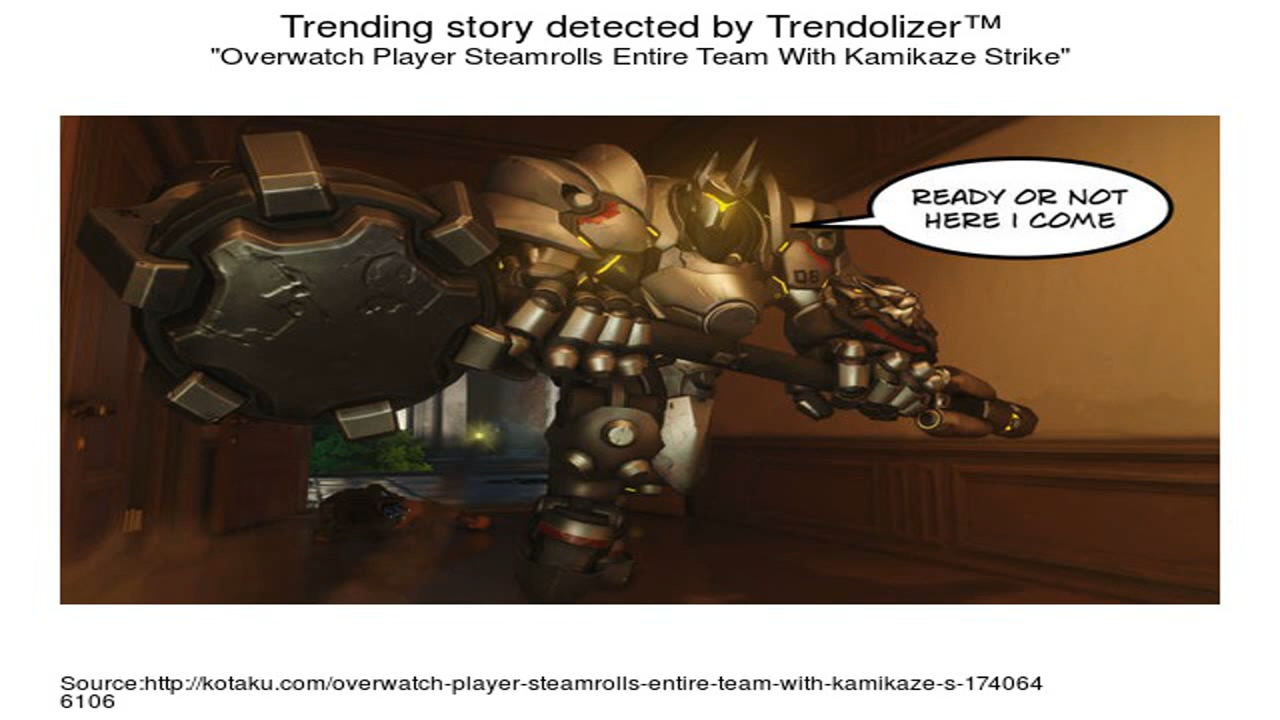 Trending story detected by Trendolizer™
"Overwatch Player Steamrolls Entire Team With Kamikaze Strike"
READY OR NOT
HERE I COME
08
Source:http://kotaku.com/overwatch-player-steamrolls-entire-team-with-kamikaze-s-174064
6106